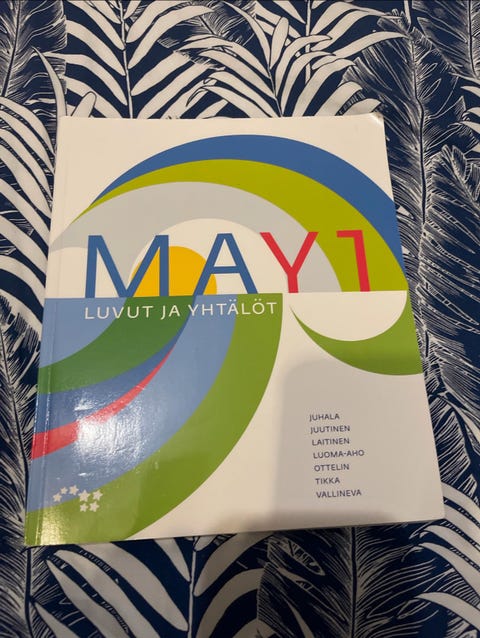 MAY1
LUVUT JA YHTÄLÖT
JUHALA
JUUTINEN
LAITINEN
LUOMA-AHO
OTTELIN
TIKKA
VALLINEVA